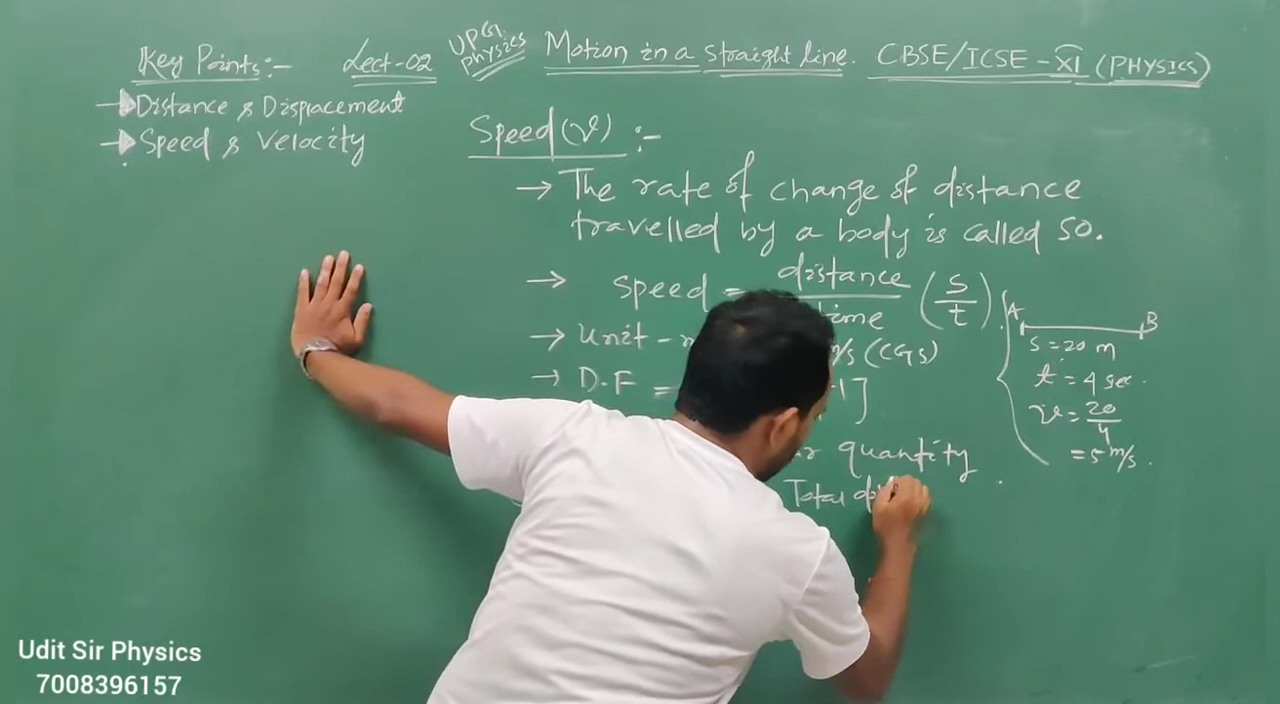 Key Points:- Lect-02 UPGI Physics Motion in a straight line. CBSE/ICSE - XI (PHYSICS)
→ Distance & Displacement
→ Speed & Velocity
Speed (v) :-
→ The rate of change of distance
travelled by a body is called so.
→ Speed = distance / time (s/t).
→ Unit - /s (CGS)
→ D.F = -1]
quantity
Total
A B
s = 20 m
t = 4 sec.
v = 20/4
= 5 m/s.
Udit Sir Physics
7008396157